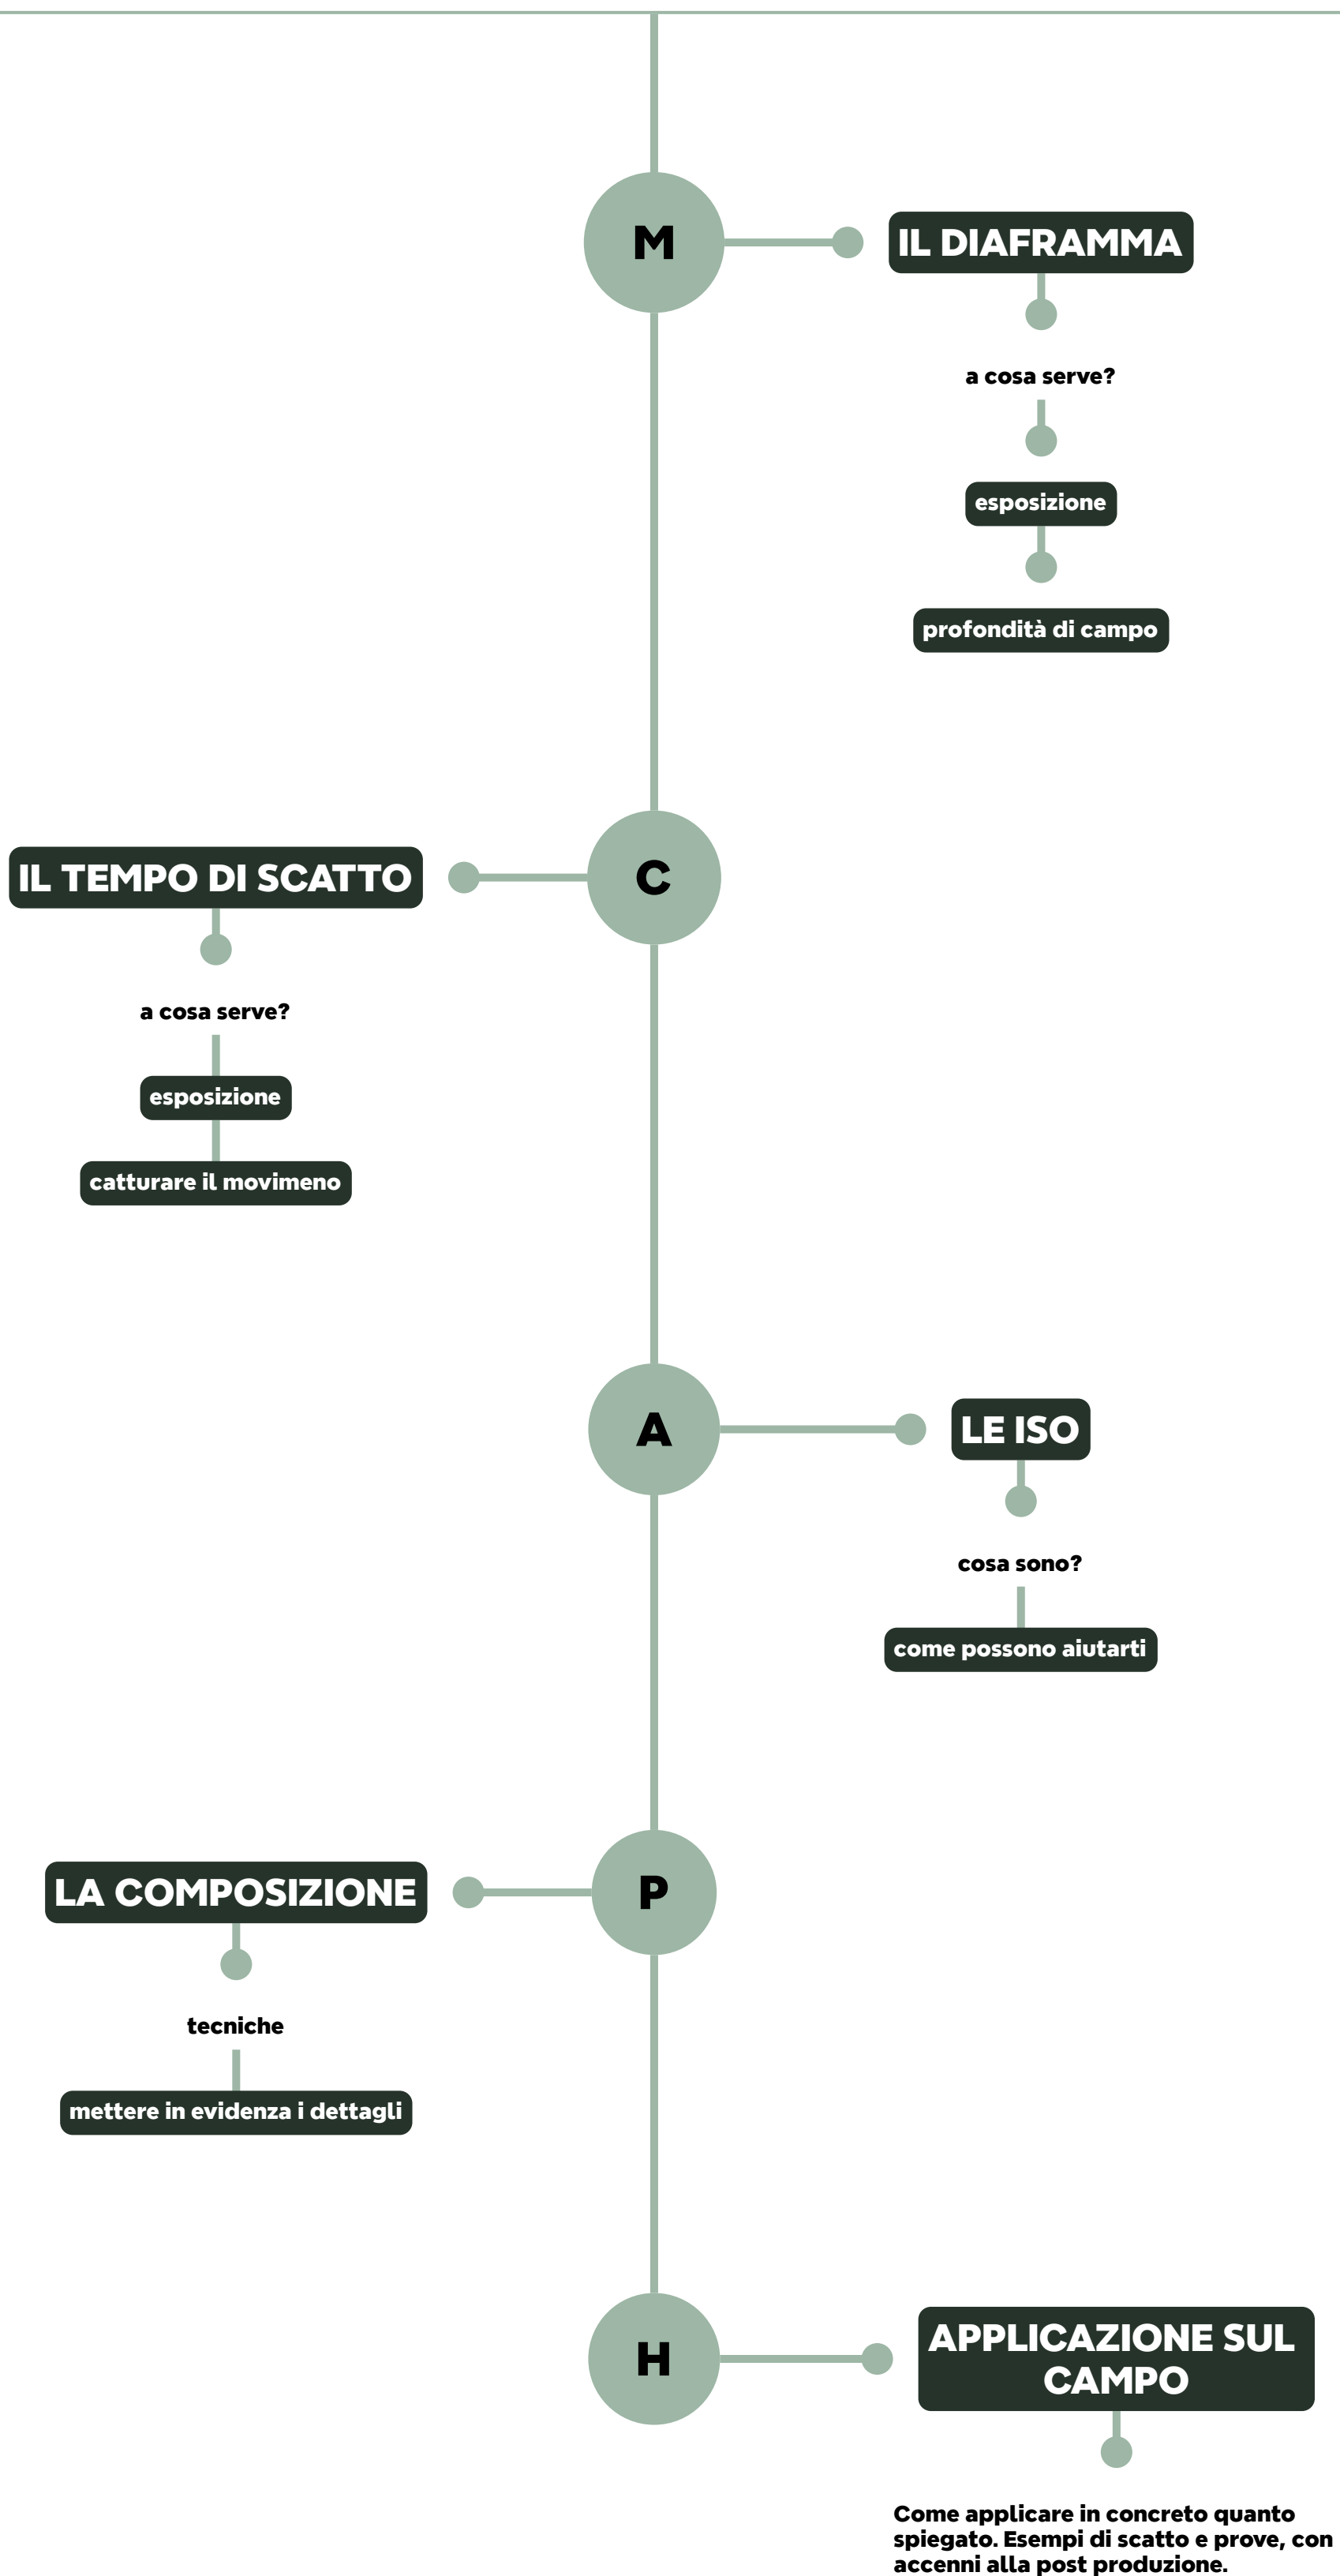 M
IL DIAFRAMMA
a cosa serve?
esposizione
profondità di campo
C
IL TEMPO DI SCATTO
a cosa serve?
esposizione
catturare il movimeno
A
LE ISO
cosa sono?
come possono aiutarti
P
LA COMPOSIZIONE
tecniche
mettere in evidenza i dettagli
H
APPLICAZIONE SUL
CAMPO
Come applicare in concreto quanto
spiegato. Esempi di scatto e prove, con
accenni alla post produzione.